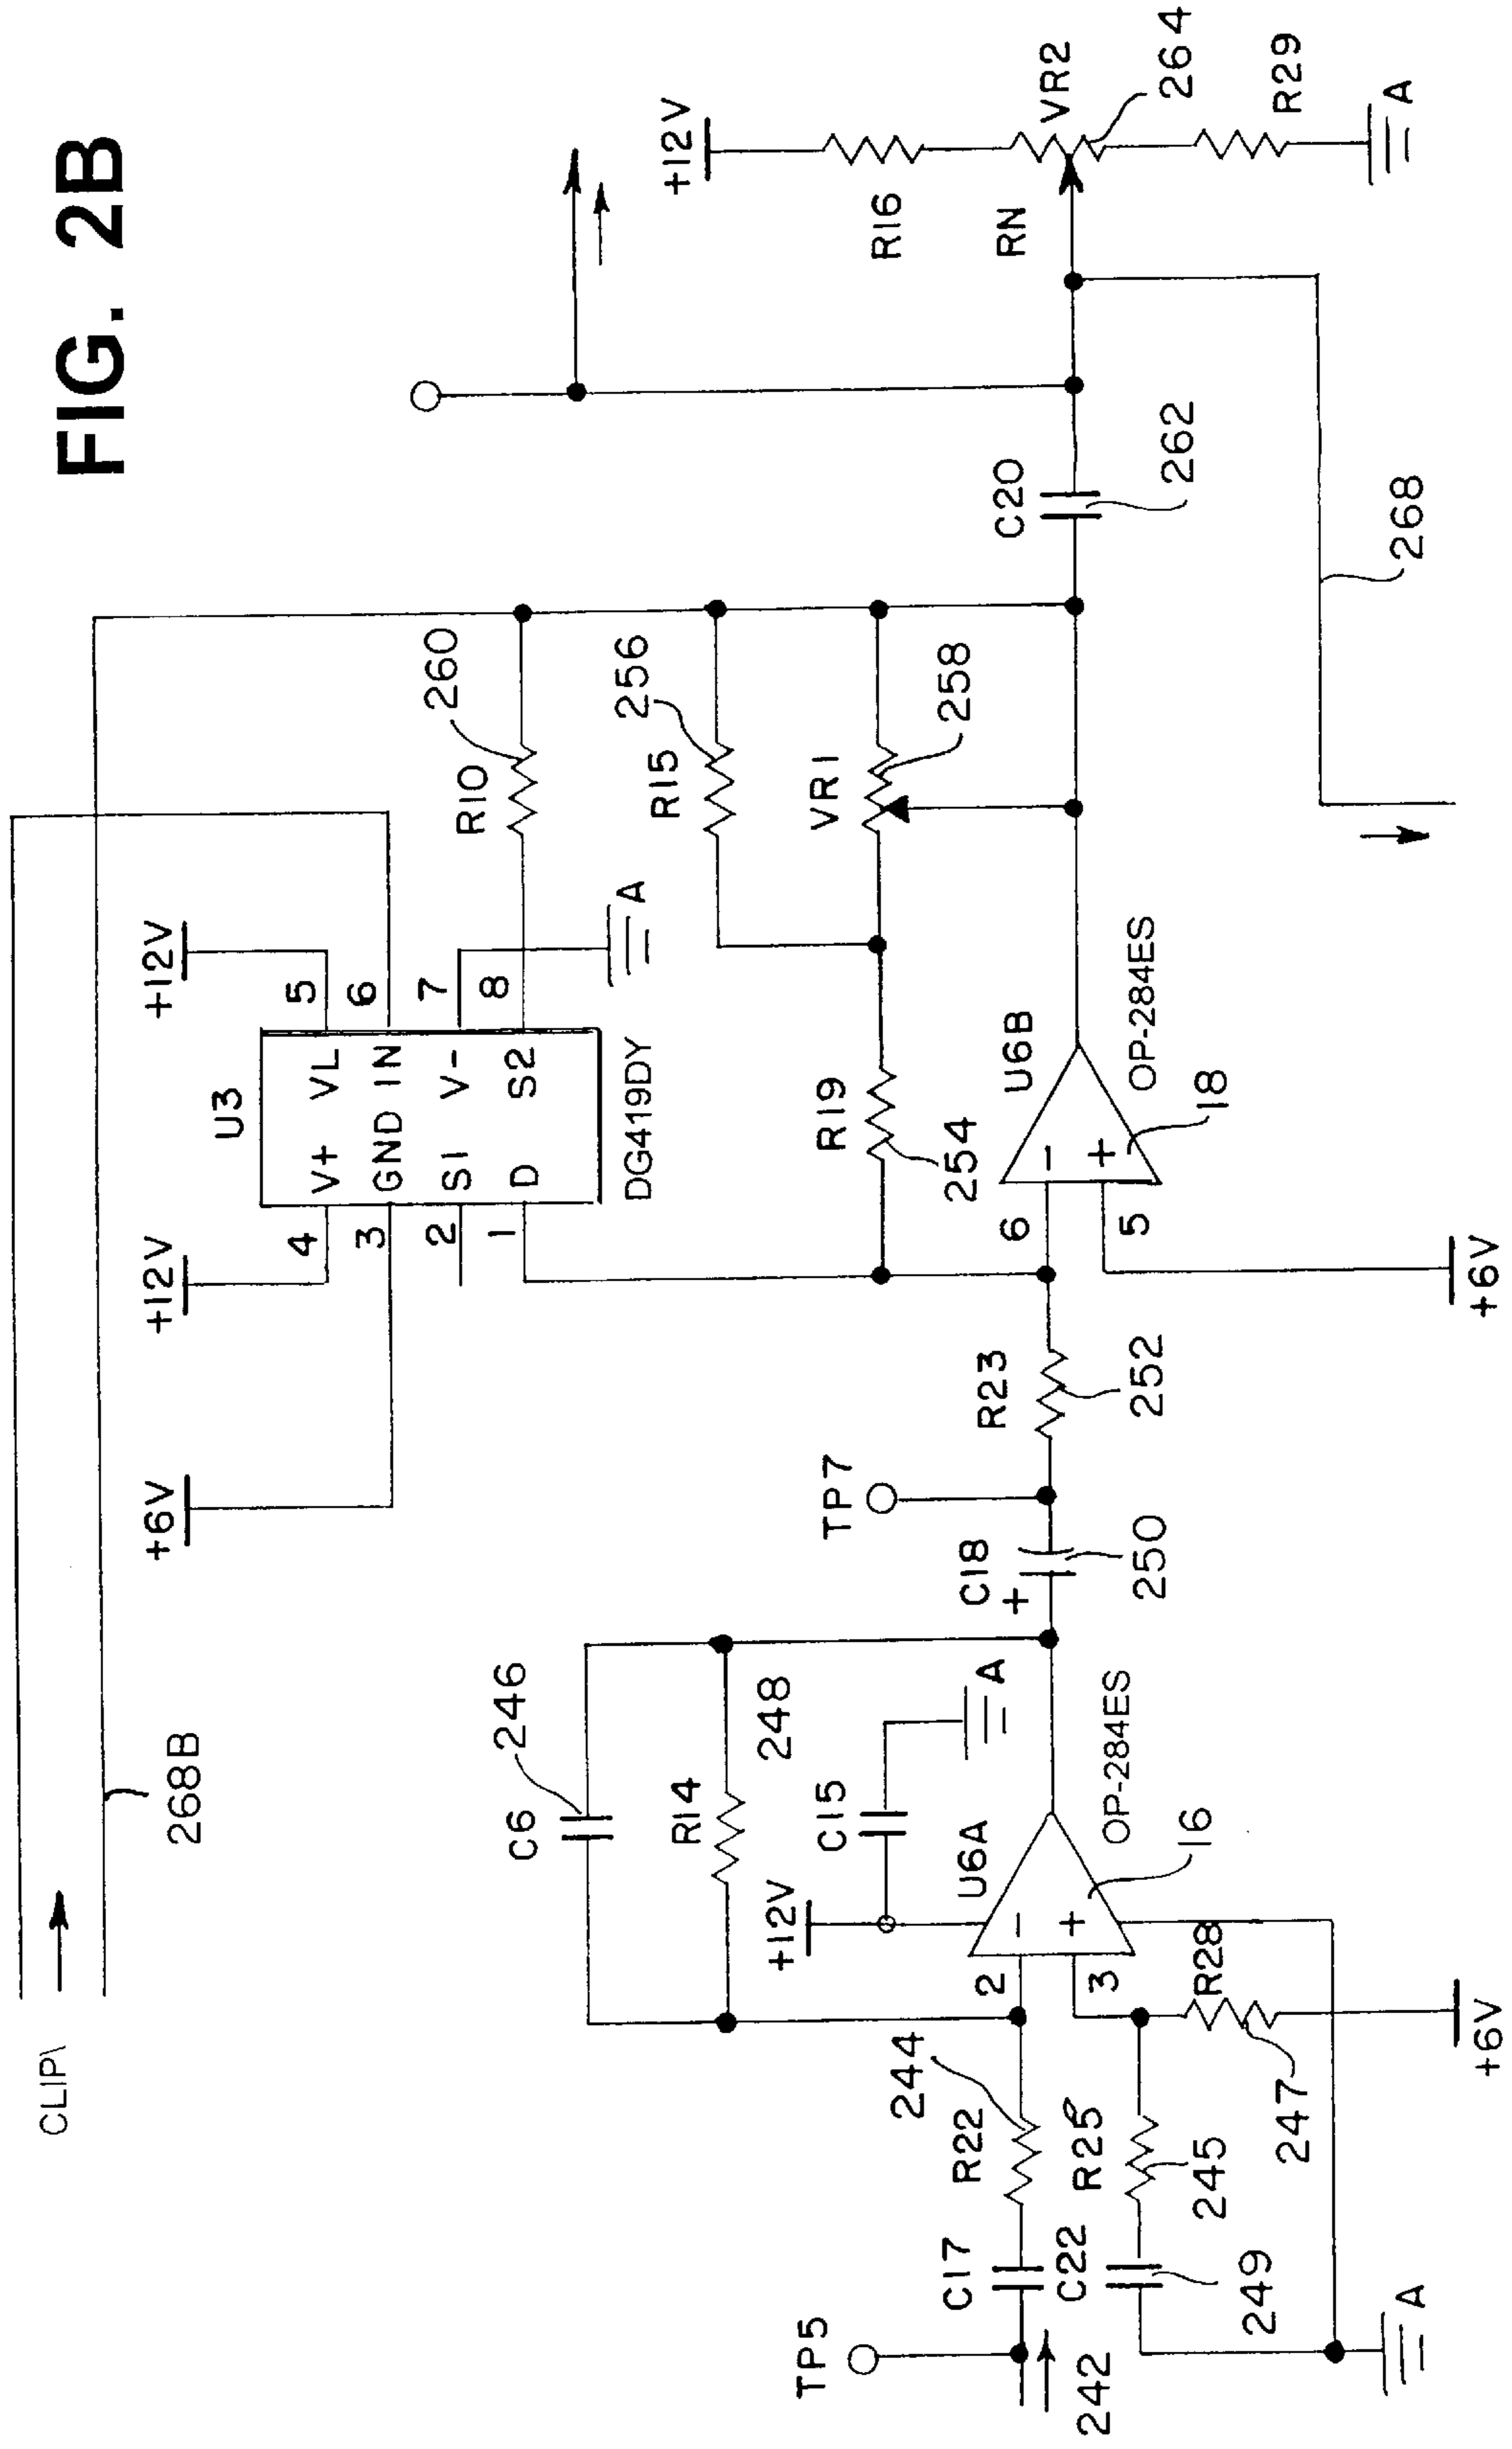 FIG. 2B
CLIP\
268B
+6V
+12V
+12V
U3
4 V+ VL 5
3 GND IN 6
2 S1 V- 7
1 D S2 8
DG419DY
A
R10
260
256
R15
VR1
258
R19
254
C6
246
R14
248
C15
A
+12V
U6A
2
3
OP-284ES
16
TP5
C17
242
R22
244
C22
249
R25
245
R28
247
+6V
A
C18
+
250
TP7
R23
252
U6B
6
5
OP-284ES
18
+6V
C20
262
268
+12V
R16
RN
VR2
264
R29
A